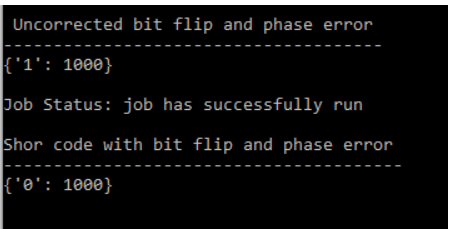 Uncorrected bit flip and phase error
--------------------------------------
{'1': 1000}
Job Status: job has successfully run
Shor code with bit flip and phase error
----------------------------------------
{'0': 1000}